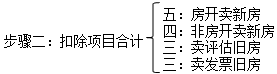 步骤二：扣除项目合计
五：房开卖新房
四：非房开卖新房
三：卖评估旧房
三：卖发票旧房